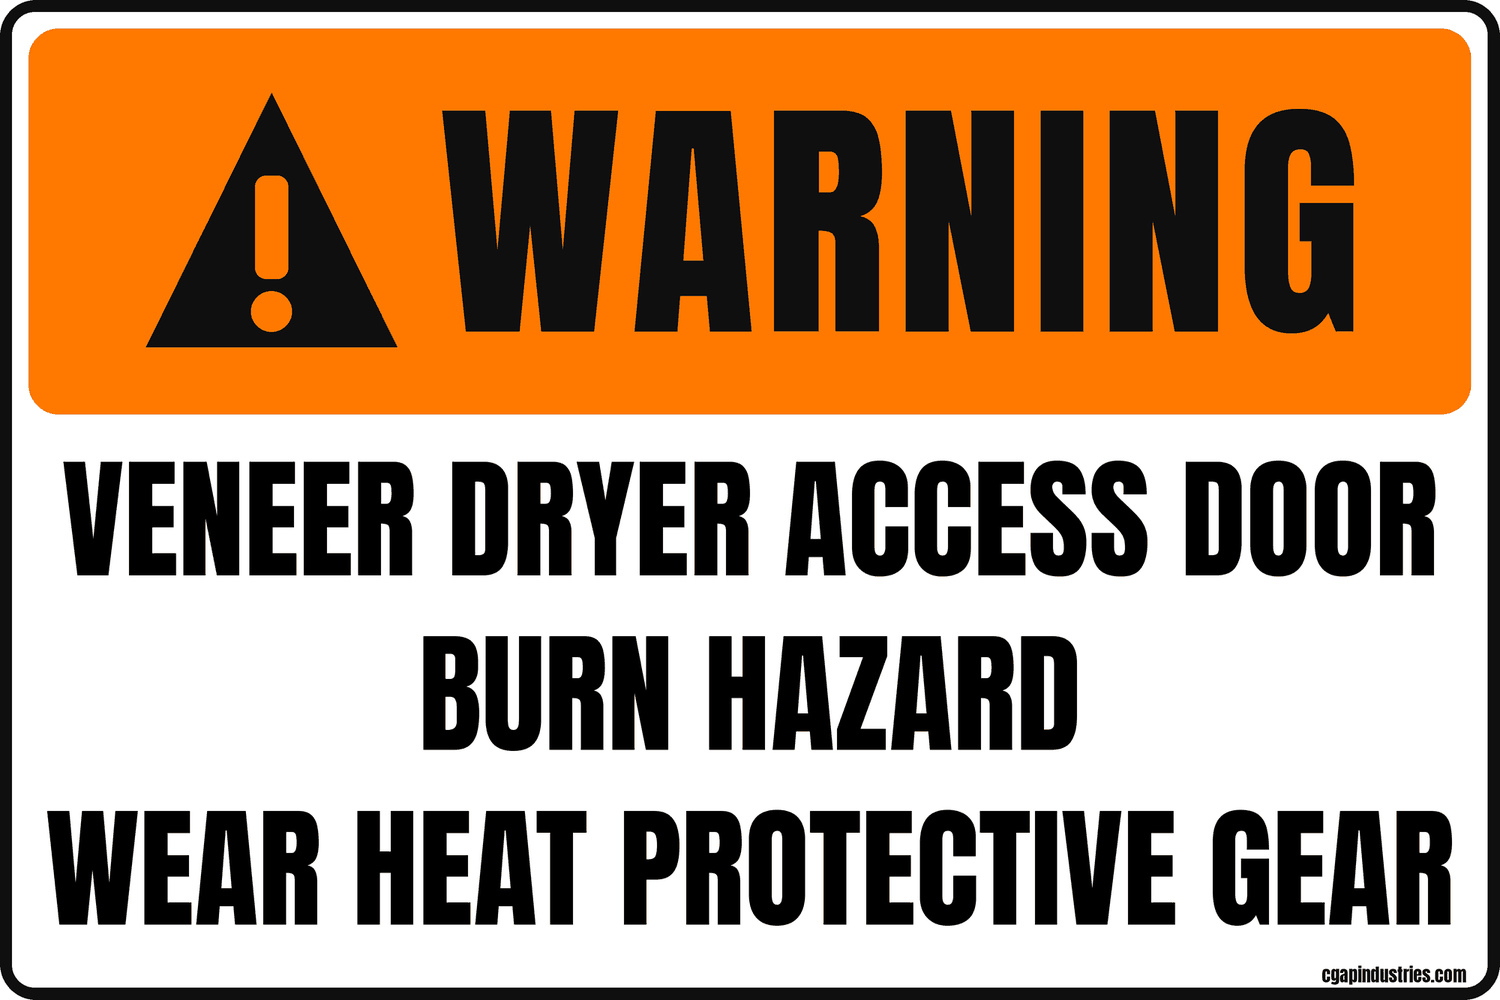 WARNING
VENEER DRYER ACCESS DOOR
BURN HAZARD
WEAR HEAT PROTECTIVE GEAR
cgapindustries.com